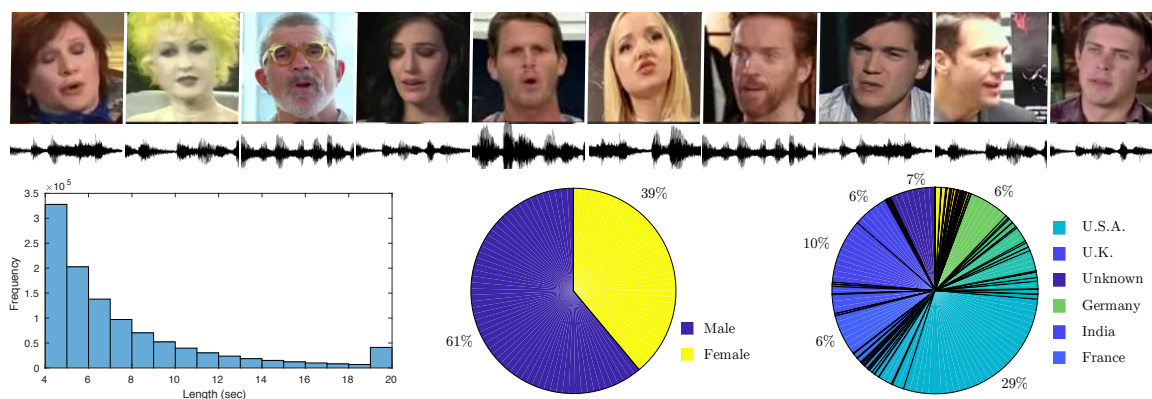 ×10^5
3.5
3
2.5
2
1.5
1
0.5
0
Frequency
4 6 8 10 12 14 16 18 20
Length (sec)
39%
61%
Male
Female
7%
6%
6%
10%
6%
29%
U.S.A.
U.K.
Unknown
Germany
India
France